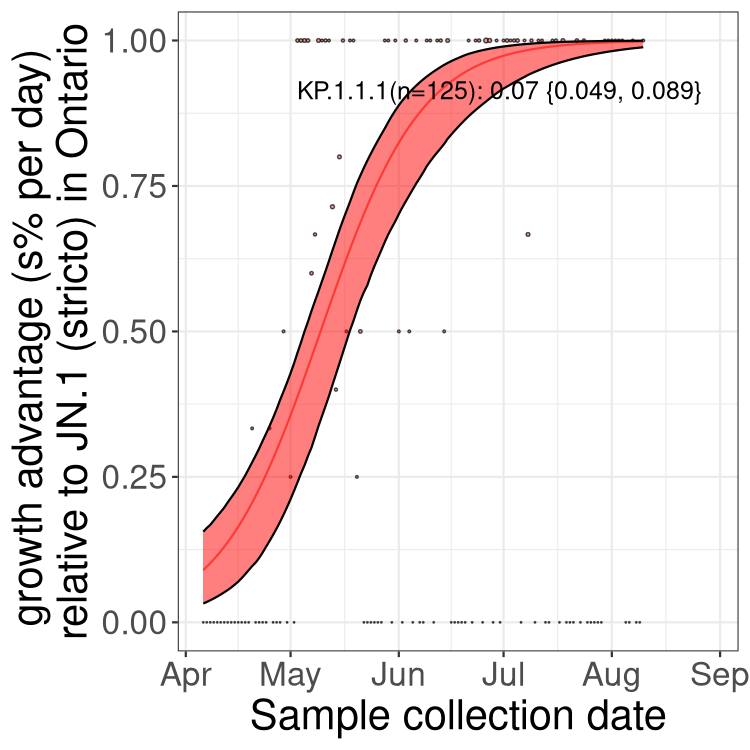 growth advantage (s% per day)
relative to JN.1 (stricto) in Ontario
1.00
0.75
0.50
0.25
0.00
KP.1.1.1(n=125): 0.07 {0.049, 0.089}
Apr May Jun Jul Aug Sep
Sample collection date